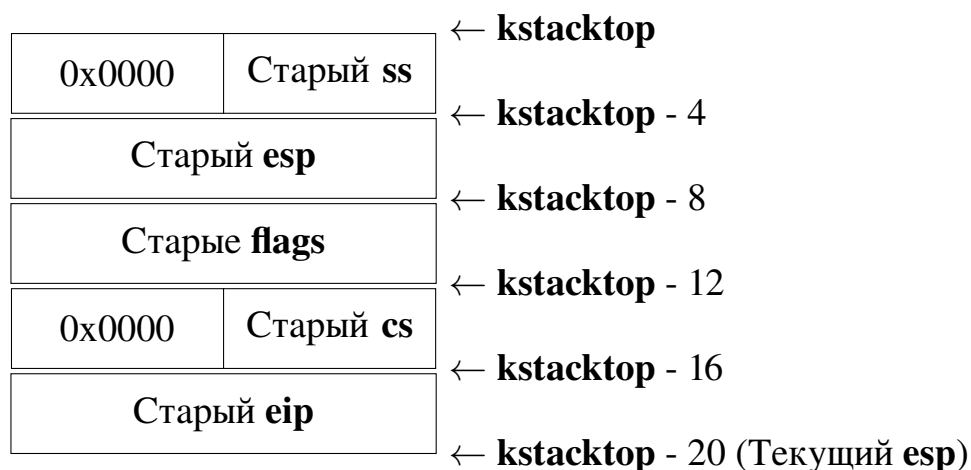 ← kstacktop
0x0000 Старый ss
← kstacktop - 4
Старый esp
← kstacktop - 8
Старые flags
← kstacktop - 12
0x0000 Старый cs
← kstacktop - 16
Старый eip
← kstacktop - 20 (Текущий esp)